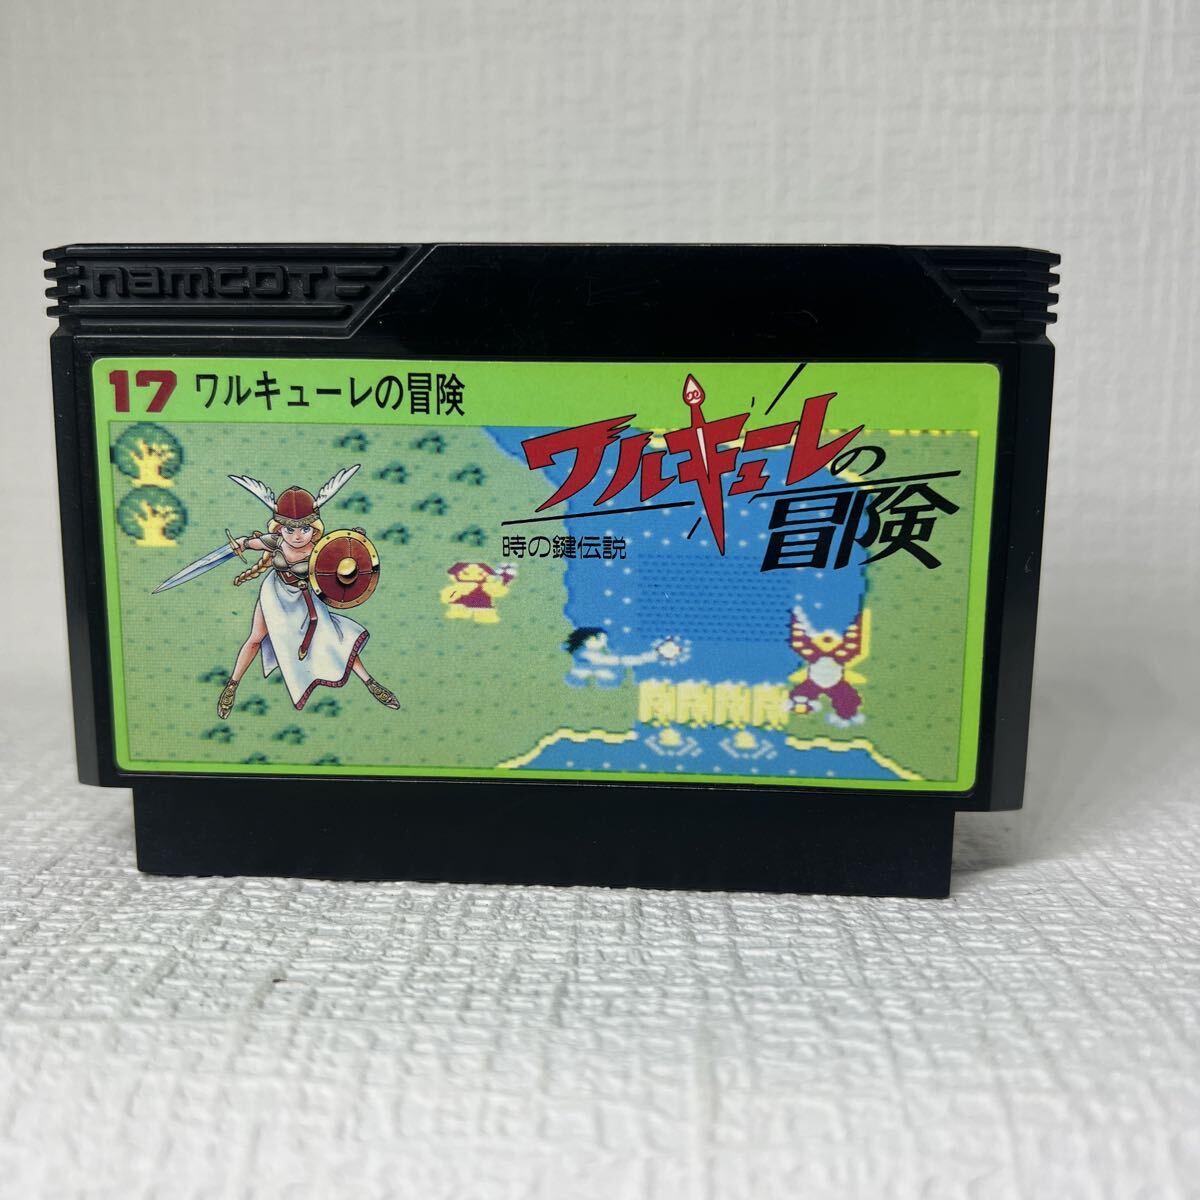 namcoT
17 ワルキューレの冒険
ワルキューレの
冒険
時の鍵伝説